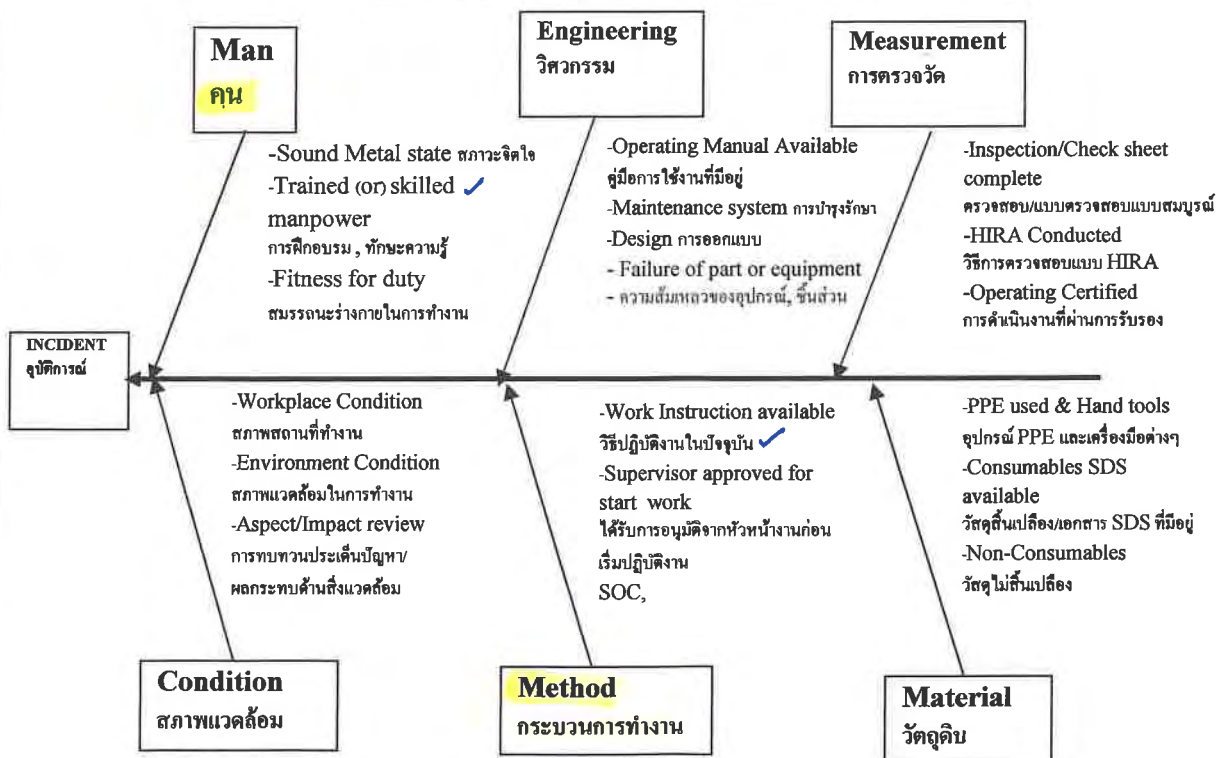 Man
คน
Engineering
วิศวกรรม
Measurement
การตรวจวัด
-Sound Metal state สภาวะจิตใจ
-Trained (or) skilled ✓
manpower
การฝึกอบรม , ทักษะความรู้
-Fitness for duty
สมรรถนะร่างกายในการทำงาน
-Operating Manual Available
คู่มือการใช้งานที่มีอยู่
-Maintenance system การบำรุงรักษา
-Design การออกแบบ
- Failure of part or equipment
- ความล้มเหลวของอุปกรณ์, ชิ้นส่วน
-Inspection/Check sheet
complete
ตรวจสอบ/แบบตรวจสอบแบบสมบูรณ์
-HIRA Conducted
วิธีการตรวจสอบแบบ HIRA
-Operating Certified
การดำเนินงานที่ผ่านการรับรอง
INCIDENT
อุบัติการณ์
-Workplace Condition
สภาพสถานที่ทำงาน
-Environment Condition
สภาพแวดล้อมในการทำงาน
-Aspect/Impact review
การทบทวนประเด็นปัญหา/
ผลกระทบด้านสิ่งแวดล้อม
-Work Instruction available
วิธีปฏิบัติงานในปัจจุบัน ✓
-Supervisor approved for
start work
ได้รับการอนุมัติจากหัวหน้างานก่อน
เริ่มปฏิบัติงาน
SOC,
-PPE used & Hand tools
อุปกรณ์ PPE และเครื่องมือต่างๆ
-Consumables SDS
available
วัสดุสิ้นเปลือง/เอกสาร SDS ที่มีอยู่
-Non-Consumables
วัสดุไม่สิ้นเปลือง
Condition
สภาพแวดล้อม
Method
กระบวนการทำงาน
Material
วัตถุดิบ